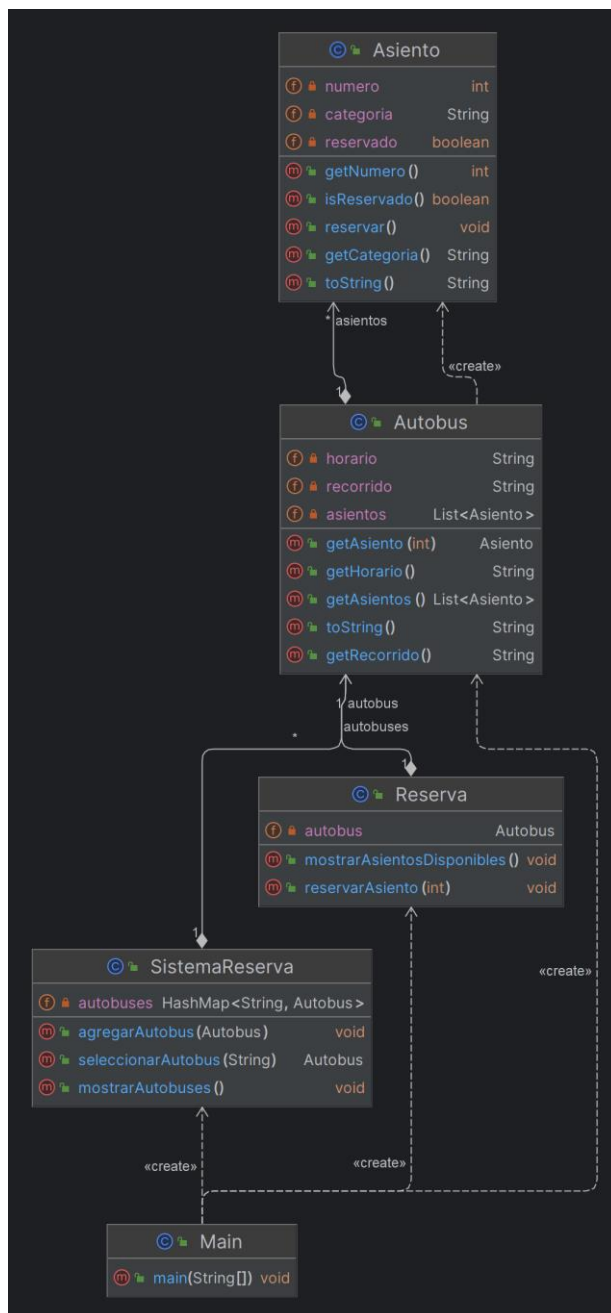 Asiento
numero int
categoria String
reservado boolean
getNumero() int
isReservado() boolean
reservar() void
getCategoria() String
toString() String
* asientos
«create»
1
Autobus
horario String
recorrido String
asientos List<Asiento>
getAsiento(int) Asiento
getHorario() String
getAsientos() List<Asiento>
toString() String
getRecorrido() String
1 autobus
* autobuses
1
Reserva
autobus Autobus
mostrarAsientosDisponibles() void
reservarAsiento(int) void
1
SistemaReserva
«create»
autobuses HashMap<String, Autobus>
agregarAutobus(Autobus) void
seleccionarAutobus(String) Autobus
mostrarAutobuses() void
«create» «create»
Main
main(String[]) void